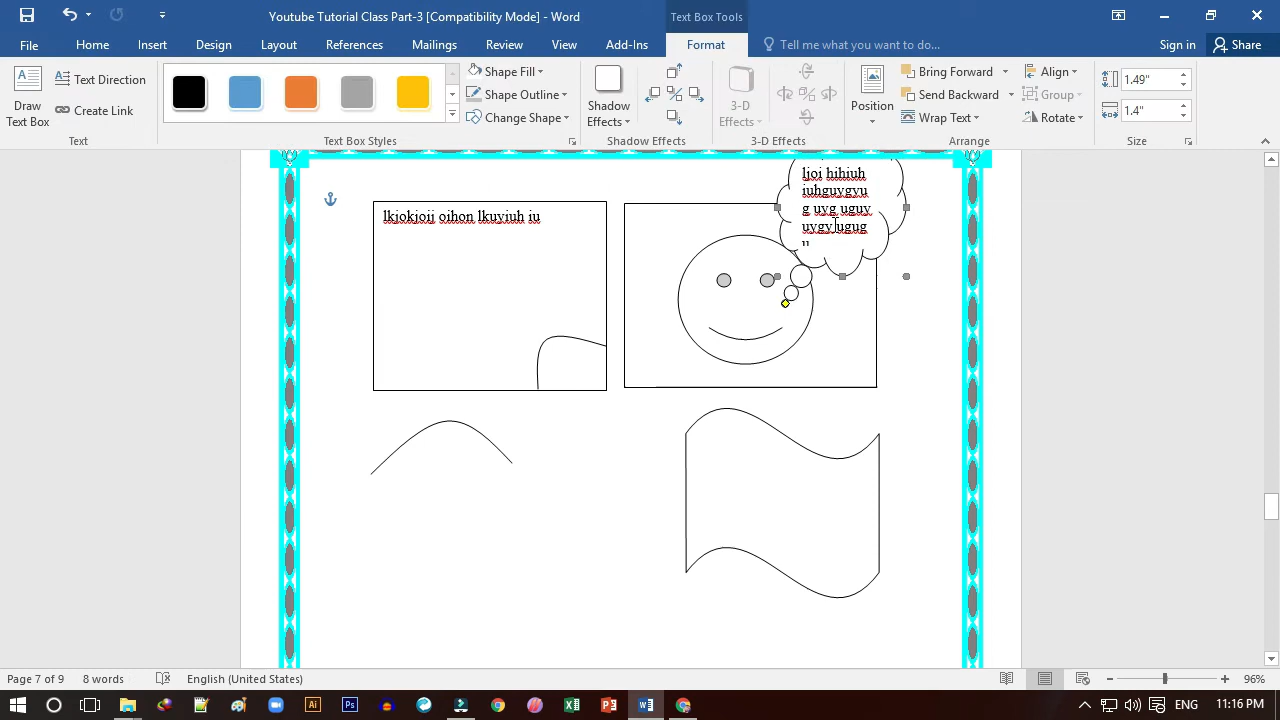 Youtube Tutorial Class Part-3 [Compatibility Mode] - Word
Text Box Tools
File Home Insert Design Layout References Mailings Review View Add-Ins Format Tell me what you want to do... Sign in Share
Draw Text Box
Text Direction
Create Link
Text
Text Box Styles
Shape Fill
Shape Outline
Change Shape
Shadow Effects
Shadow Effects
3-D Effects
3-D Effects
Position
Bring Forward
Send Backward
Wrap Text
Align
Group
Rotate
Arrange
1.49"
1.4"
Size
ljoi hihiuh
iuhguygyu
g uyg uguy
uygyugug
u
lkjokjojj oihon lkuyiuh iu
Page 7 of 9 8 words English (United States) 96%
ENG 11:16 PM